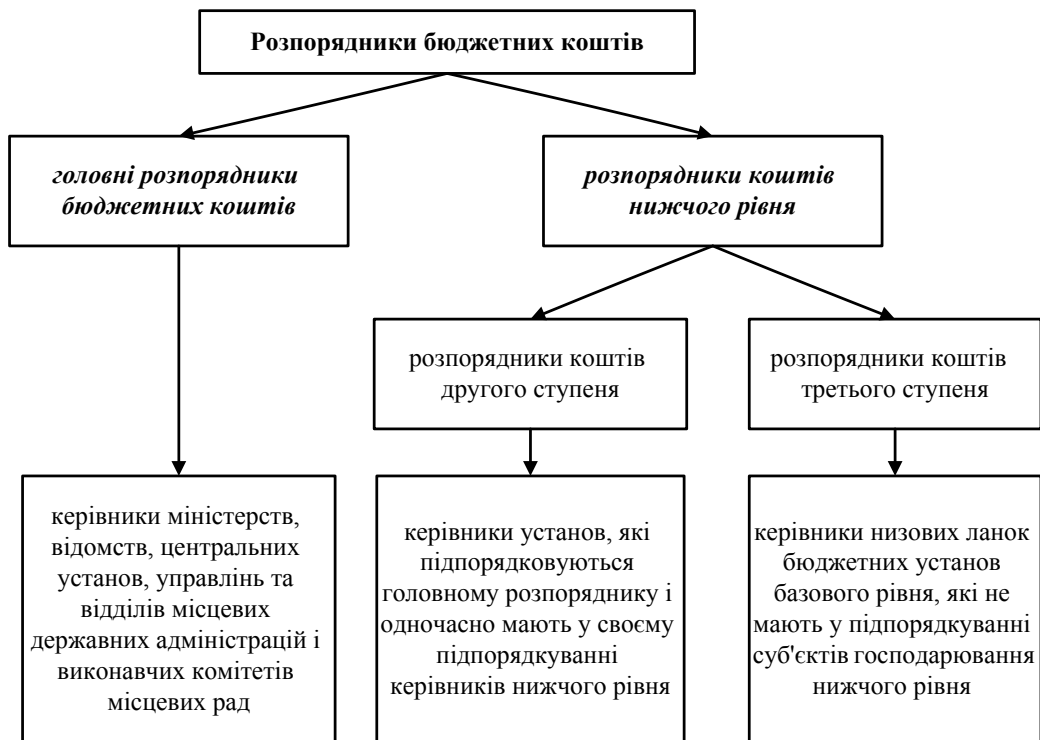 Розпорядники бюджетних коштів
головні розпорядники
бюджетних коштів
розпорядники коштів
нижчого рівня
розпорядники коштів
другого ступеня
розпорядники коштів
третього ступеня
керівники міністерств,
відомств, центральних
установ, управлінь та
відділів місцевих
державних адміністрацій і
виконавчих комітетів
місцевих рад
керівники установ, які
підпорядковуються
головному розпоряднику і
одночасно мають у своєму
підпорядкуванні
керівників нижчого рівня
керівники низових ланок
бюджетних установ
базового рівня, які не
мають у підпорядкуванні
суб'єктів господарювання
нижчого рівня